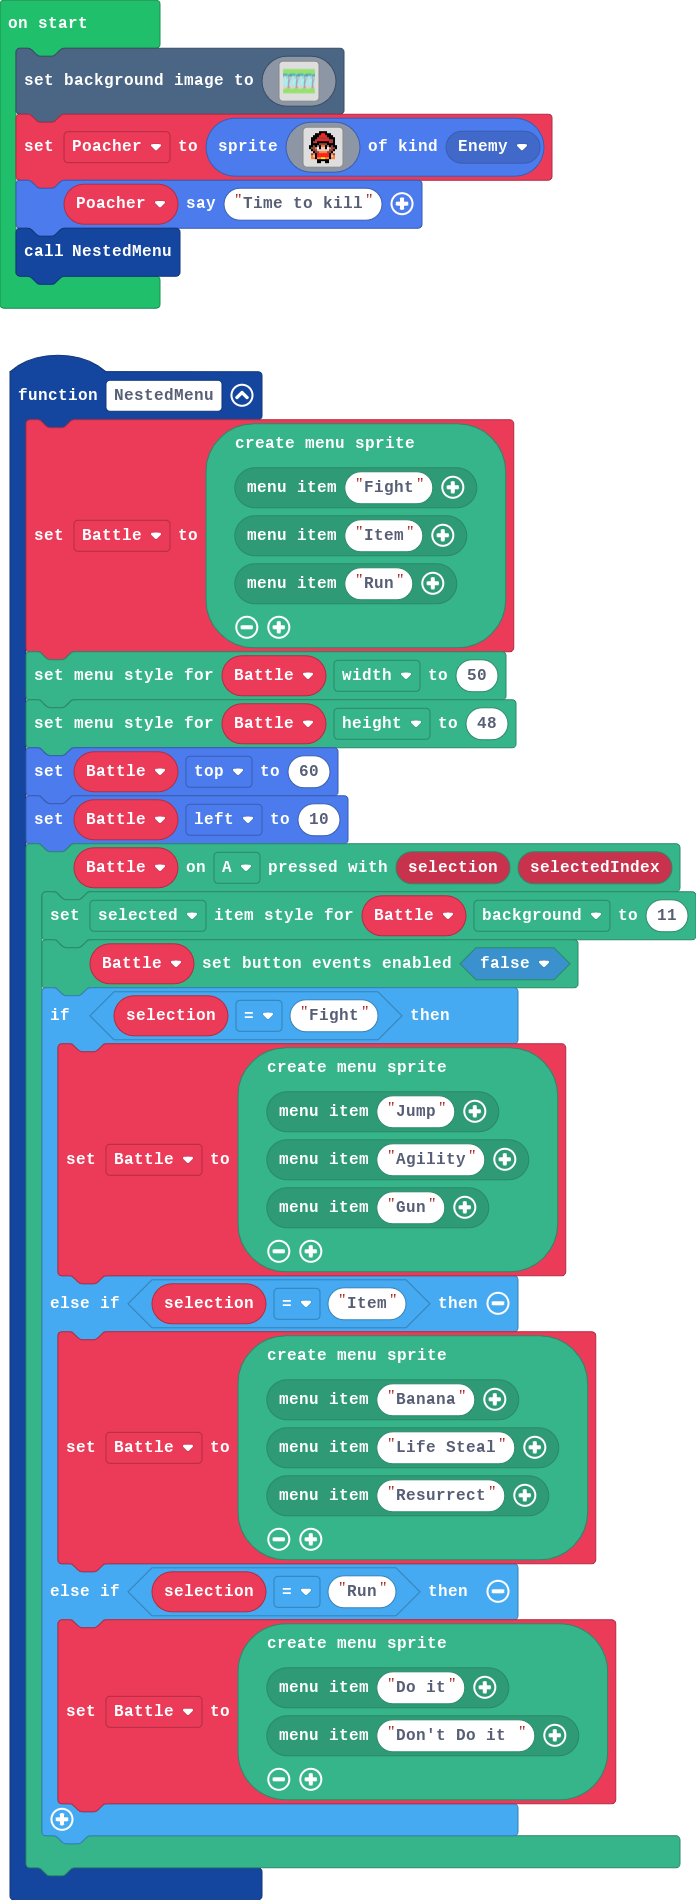 on start
set background image to
set Poacher to sprite of kind Enemy
Poacher say "Time to kill"
call NestedMenu
function NestedMenu
create menu sprite
menu item "Fight"
set Battle to menu item "Item"
menu item "Run"
set menu style for Battle width to 50
set menu style for Battle height to 48
set Battle top to 60
set Battle left to 10
Battle on A pressed with selection selectedIndex
set selected item style for Battle background to 11
Battle set button events enabled false
if selection = "Fight" then
create menu sprite
menu item "Jump"
set Battle to menu item "Agility"
menu item "Gun"
else if selection = "Item" then
create menu sprite
menu item "Banana"
set Battle to menu item "Life Steal"
menu item "Resurrect"
else if selection = "Run" then
create menu sprite
menu item "Do it"
set Battle to
menu item "Don't Do it "